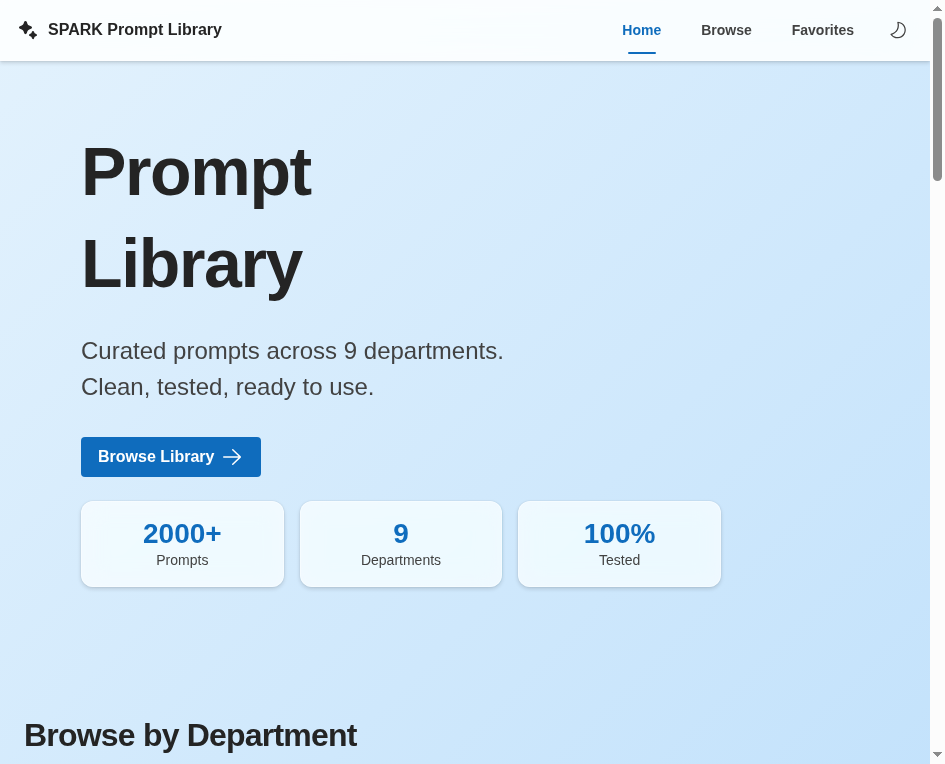 SPARK Prompt Library
Home
Browse
Favorites
Prompt
Library
Curated prompts across 9 departments.
Clean, tested, ready to use.
Browse Library
2000+
Prompts
9
Departments
100%
Tested
Browse by Department